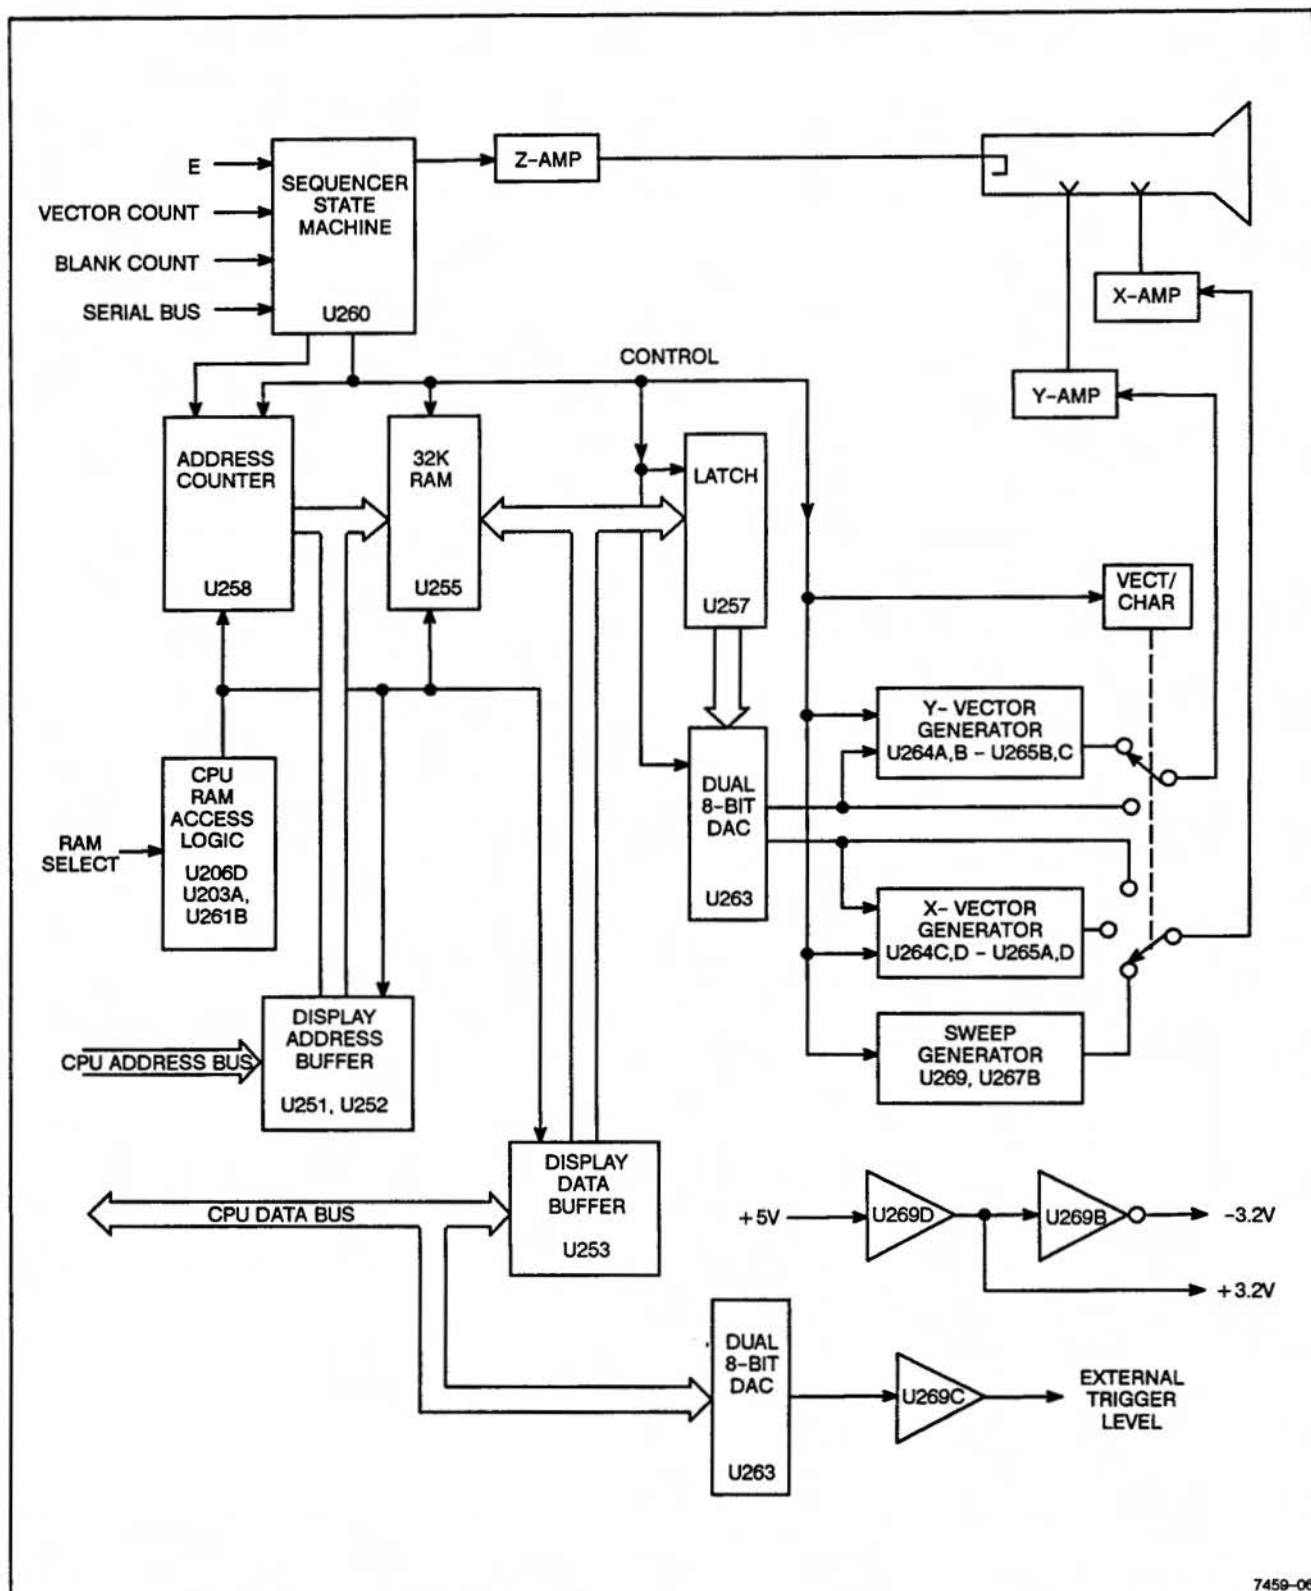 E
VECTOR COUNT
BLANK COUNT
SERIAL BUS
SEQUENCER
STATE
MACHINE
U260
Z-AMP
X-AMP
Y-AMP
CONTROL
ADDRESS
COUNTER
U258
32K
RAM
U255
LATCH
U257
VECT/
CHAR
CPU
RAM
ACCESS
LOGIC
U206D
U203A,
U261B
RAM
SELECT
DUAL
8-BIT
DAC
U263
Y- VECTOR
GENERATOR
U264A,B - U265B,C
X- VECTOR
GENERATOR
U264C,D - U265A,D
SWEEP
GENERATOR
U269, U267B
CPU ADDRESS BUS
DISPLAY
ADDRESS
BUFFER
U251, U252
CPU DATA BUS
DISPLAY
DATA
BUFFER
U253
+5V
U269D
U269B
-3.2V
+3.2V
DUAL
8-BIT
DAC
U263
U269C
EXTERNAL
TRIGGER
LEVEL